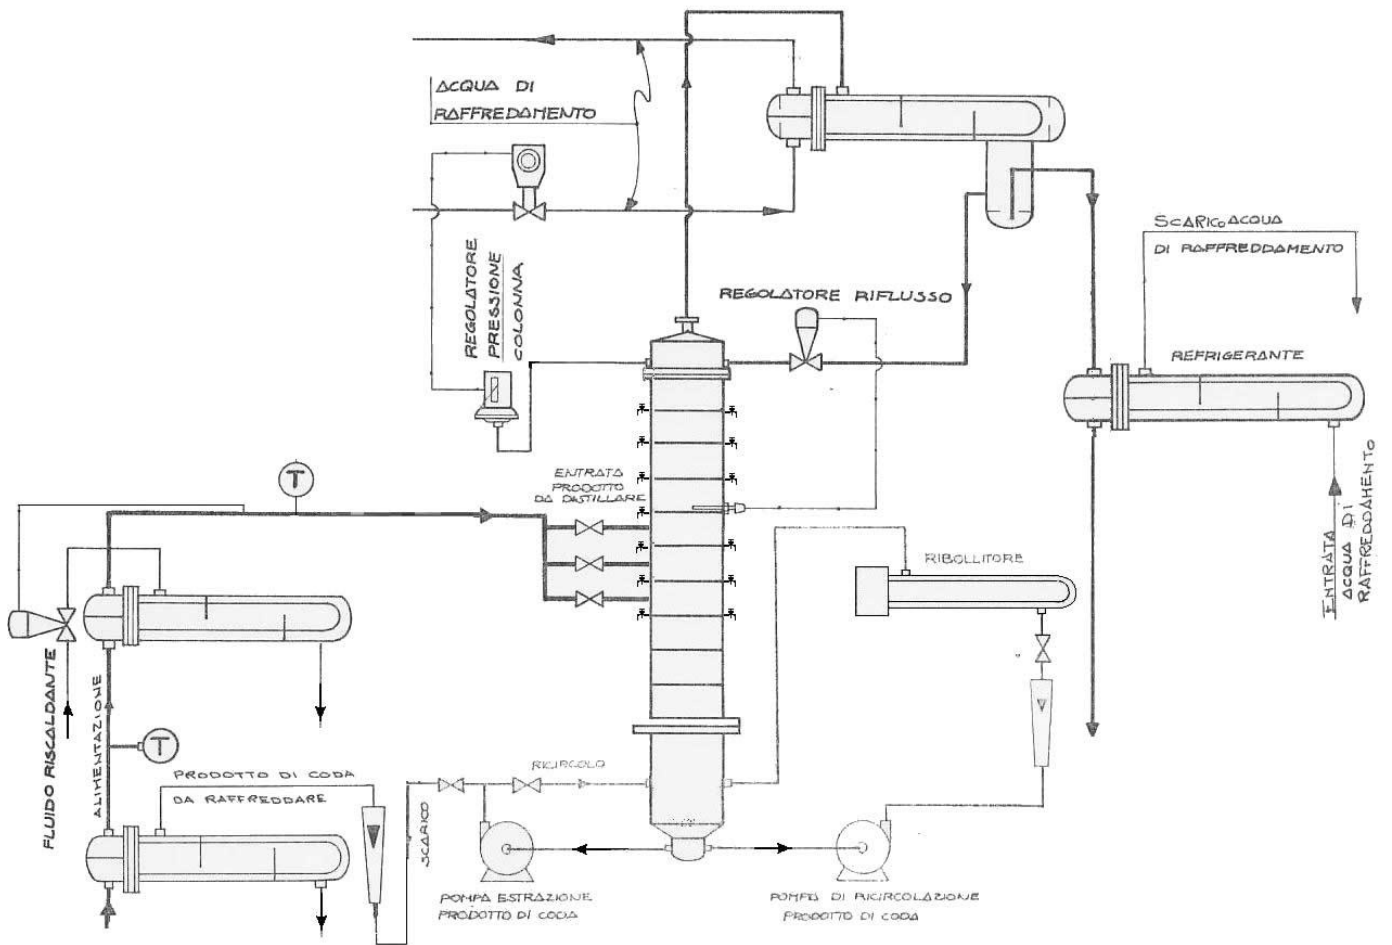 ACQUA DI
RAFFREDAMENTO
REGOLATORE
PRESSIONE
COLONNA
REGOLATORE RIFLUSSO
SCARICO ACQUA
DI RAFFREDDAMENTO
REFRIGERANTE
ENTRATA
ACQUA DI
RAFFREDDAMENTO
T
ENTRATA
PRODOTTO
DA DISTILLARE
RIBOLLITORE
FLUIDO RISCALDANTE
ALIMENTAZIONE
T
PRODOTTO DI CODA
DA RAFFREDDARE
RICIRCOLO
SCARICO
POMPA ESTRAZIONE
PRODOTTO DI CODA
POMPA DI RICIRCOLAZIONE
PRODOTTO DI CODA